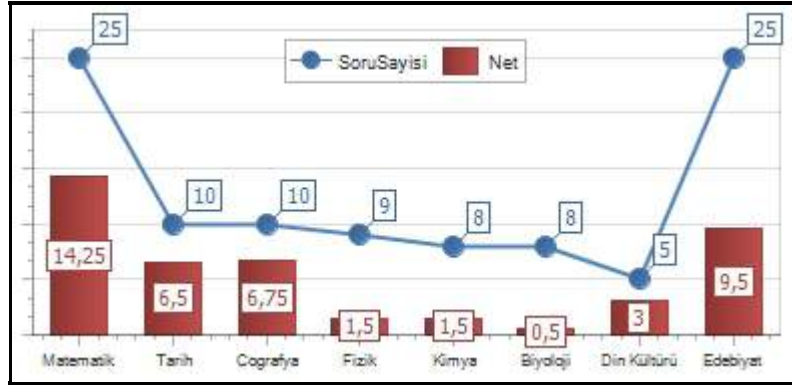 25 25
SoruSayisi Net
10 10 9 8 8 5
14,25 6,5 6,75 1,5 1,5 0,5 3 9,5
Matematik Tarih Cografya Fizik Kimya Biyoloji Din Kültürü Edebiyat